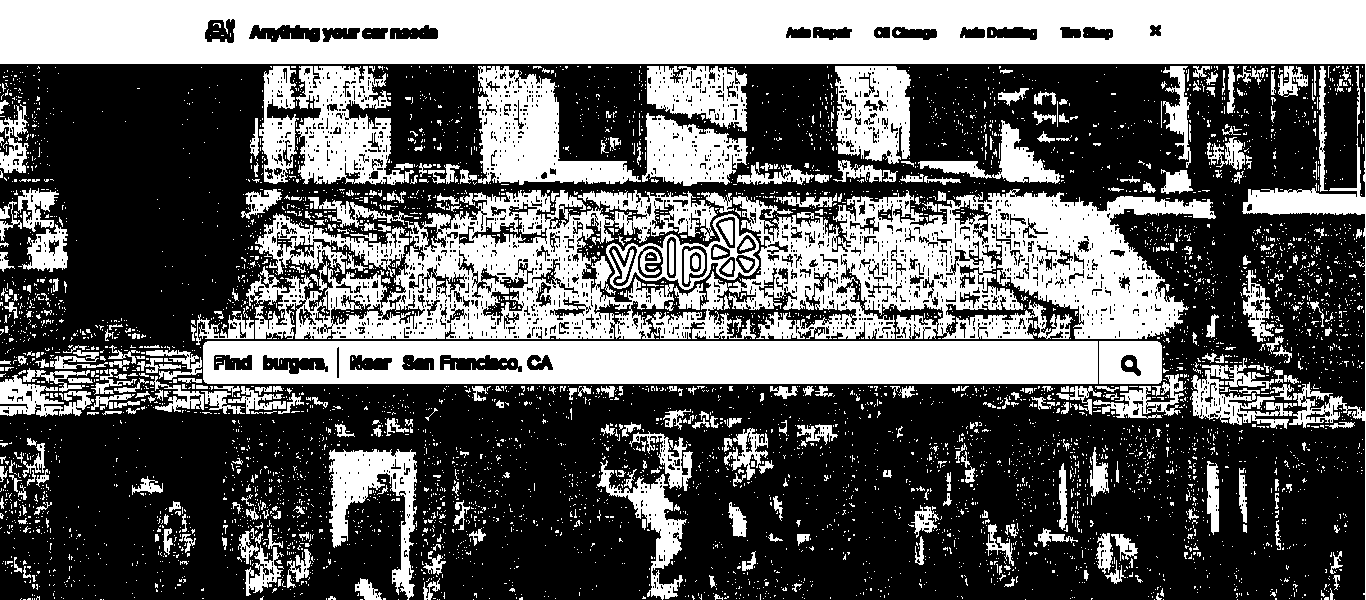 Anything your car needs
Auto Repair Oil Change Auto Detailing Tire Shop ×
yelp
Find burgers, Near San Francisco, CA